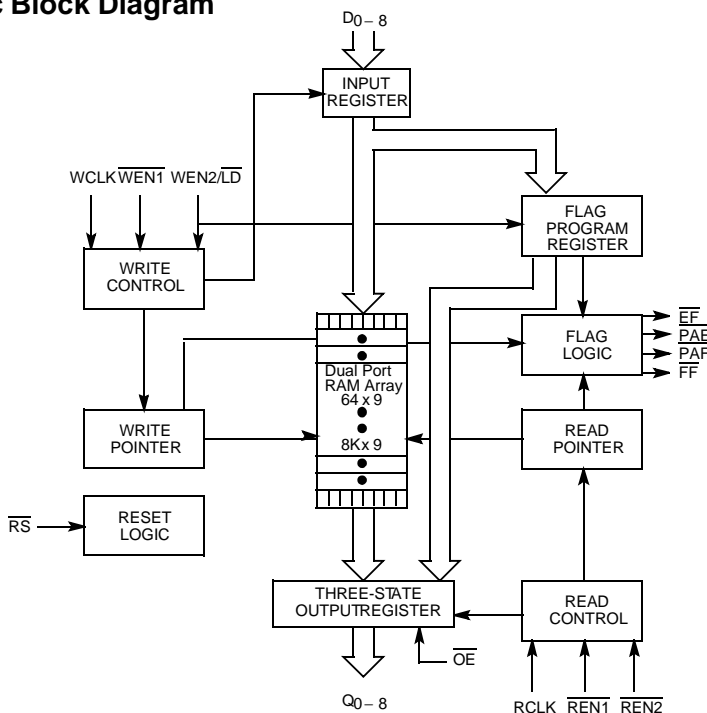 c Block Diagram
D0 – 8
INPUT
REGISTER
WCLK WEN1 WEN2/LD
FLAG
PROGRAM
REGISTER
WRITE
CONTROL
EF
PAE
PAF
FF
FLAG
LOGIC
Dual Port
RAM Array
64 x 9
8K x 9
WRITE
POINTER
READ
POINTER
RS
RESET
LOGIC
THREE-STATE
OUTPUTREGISTER
READ
CONTROL
OE
Q0 – 8
RCLK REN1 REN2